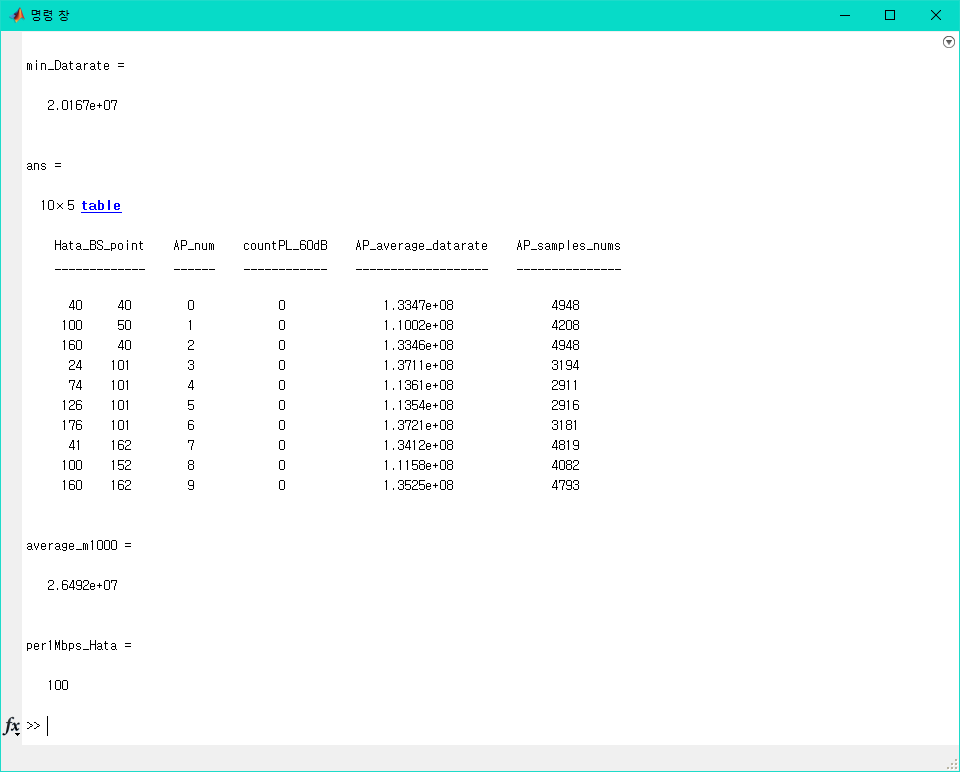 명령 창
min_Datarate =
2.0167e+07
ans =
10×5 table
Hata_BS_point    AP_num    countPL_60dB    AP_average_datarate    AP_samples_nums
_____________    ______    ____________    ___________________    _______________
40     40    0    0    1.3347e+08    4948
100     50    1    0    1.1002e+08    4208
160     40    2    0    1.3346e+08    4948
24    101    3    0    1.3711e+08    3194
74    101    4    0    1.1361e+08    2911
126    101    5    0    1.1354e+08    2916
176    101    6    0    1.3721e+08    3181
41    162    7    0    1.3412e+08    4819
100    152    8    0    1.1158e+08    4082
160    162    9    0    1.3525e+08    4793
average_m1000 =
2.6492e+07
per1Mbps_Hata =
100
fx >>